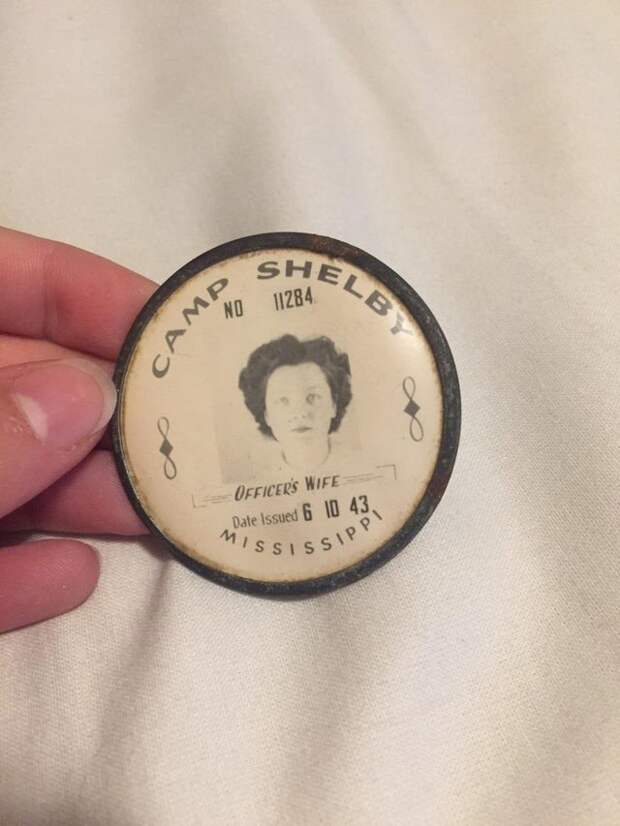 CAMP SHELBY
NO 11284
OFFICER'S WIFE
Date Issued 6 10 43
MISSISSIPPI